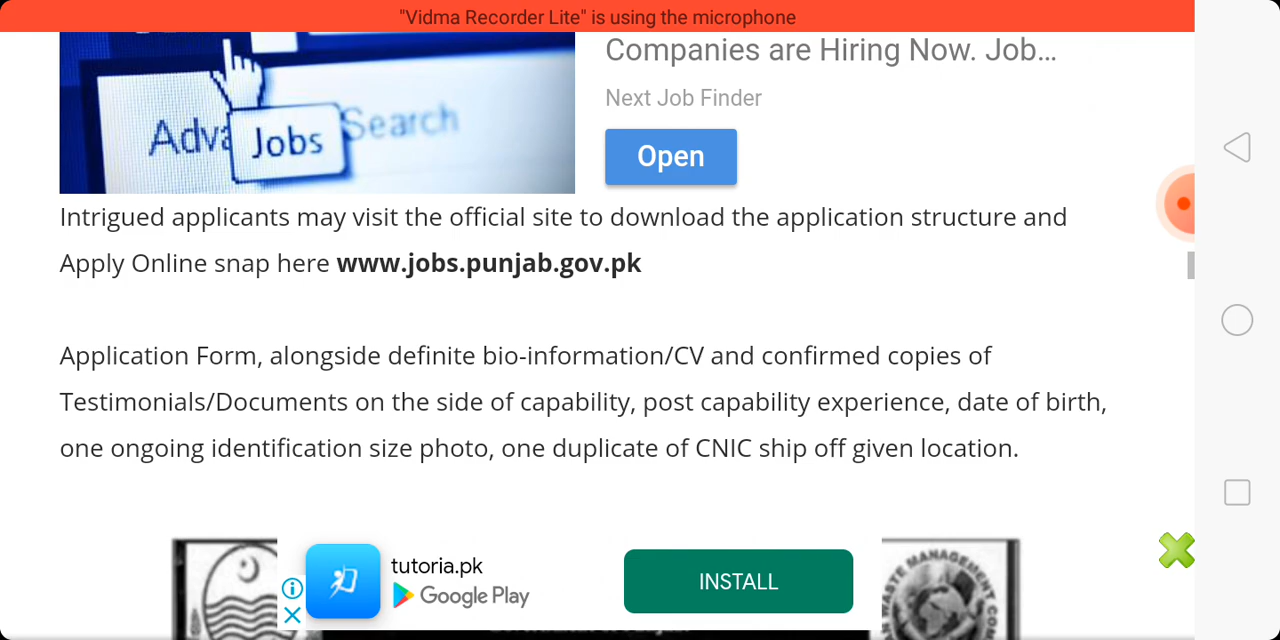 "Vidma Recorder Lite" is using the microphone
Companies are Hiring Now. Job...
Next Job Finder
Open
Jobs
Search
Intrigued applicants may visit the official site to download the application structure and
Apply Online snap here www.jobs.punjab.gov.pk
Application Form, alongside definite bio-information/CV and confirmed copies of
Testimonials/Documents on the side of capability, post capability experience, date of birth,
one ongoing identification size photo, one duplicate of CNIC ship off given location.
tutoria.pk
Google Play
INSTALL
WASTE MANAGEMENT